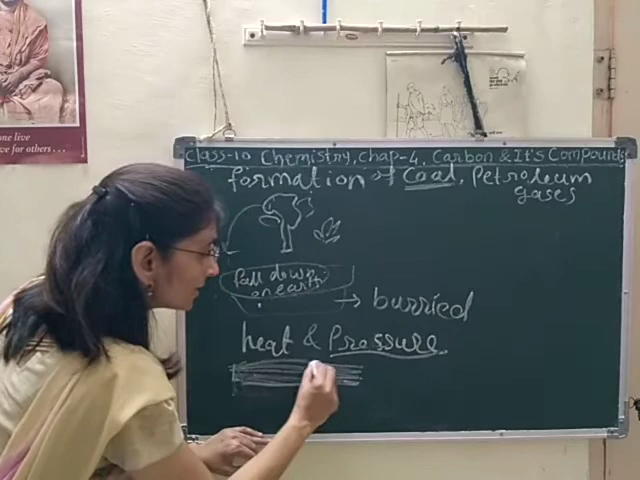 one live
ve for others...
Class-10 Chemistry, Chap-4, Carbon & It's Compounds
formation of Coal, Petroleum
gases
fall down
on earth
→ burried
heat & Pressure